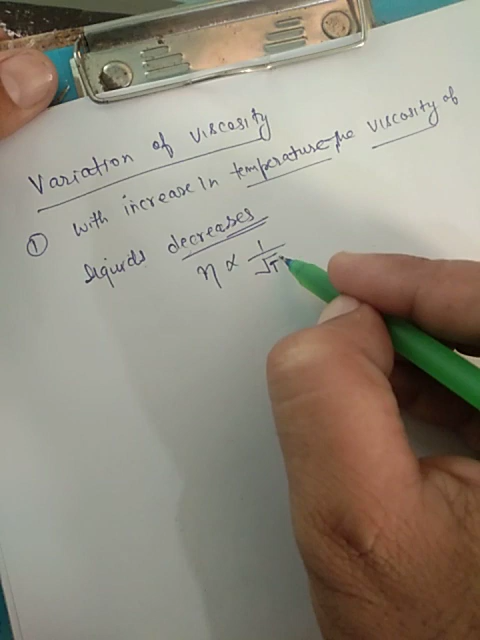 Variation of viscosity
① with increase in temperature the viscosity of
liquids decreases
η ∝ 1/√T